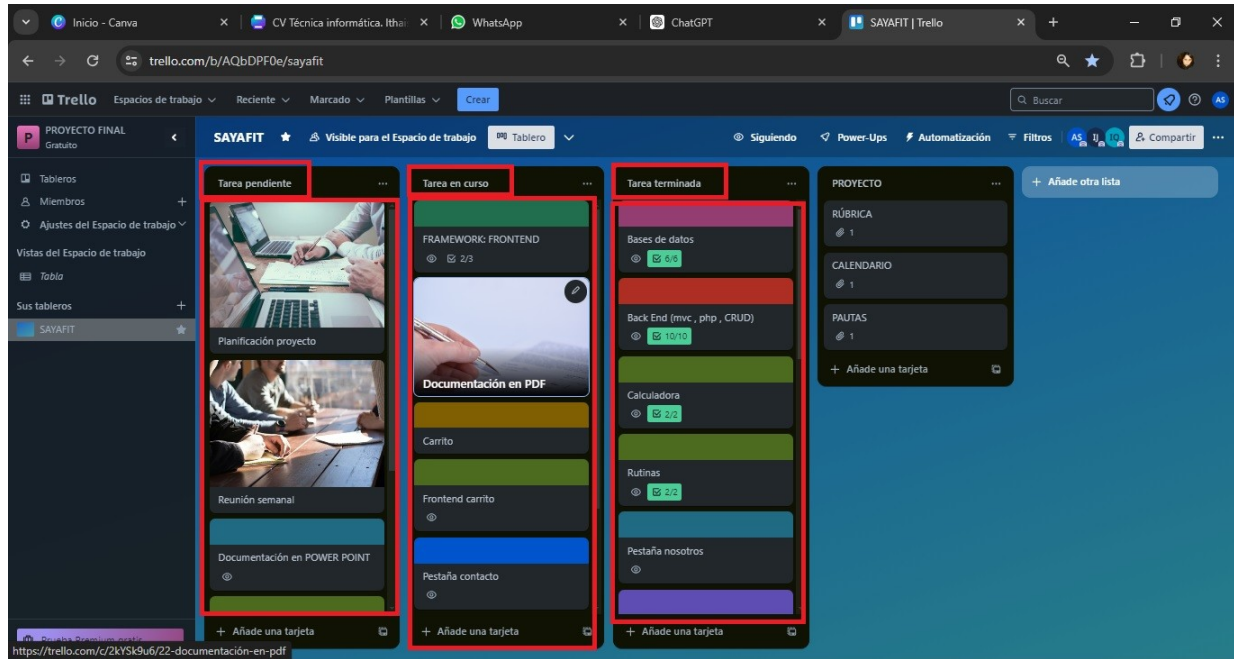 Inicio - Canva
CV Técnica informática. Ithai
WhatsApp
ChatGPT
SAYAFIT | Trello
trello.com/b/AQbDPF0e/sayafit
Trello
Espacios de trabajo
Reciente
Marcado
Plantillas
Crear
Buscar
AS
P
PROYECTO FINAL
Gratuito
SAYAFIT
Visible para el Espacio de trabajo
Tablero
Siguiendo
Power-Ups
Automatización
Filtros
AS
Compartir
Tableros
Miembros
Ajustes del Espacio de trabajo
Vistas del Espacio de trabajo
Tabla
Sus tableros
SAYAFIT
Tarea pendiente
Planificación proyecto
Reunión semanal
Documentación en POWER POINT
+ Añade una tarjeta
Tarea en curso
FRAMEWORK: FRONTEND
2/3
Documentación en PDF
Carrito
Frontend carrito
Pestaña contacto
+ Añade una tarjeta
Tarea terminada
Bases de datos
6/6
Back End (mvc , php , CRUD)
10/10
Calculadora
2/2
Rutinas
2/2
Pestaña nosotros
+ Añade una tarjeta
PROYECTO
RÚBRICA
1
CALENDARIO
1
PAUTAS
1
+ Añade una tarjeta
+ Añade otra lista
Prueba Premium gratis
https://trello.com/c/2kYSk9u6/22-documentación-en-pdf